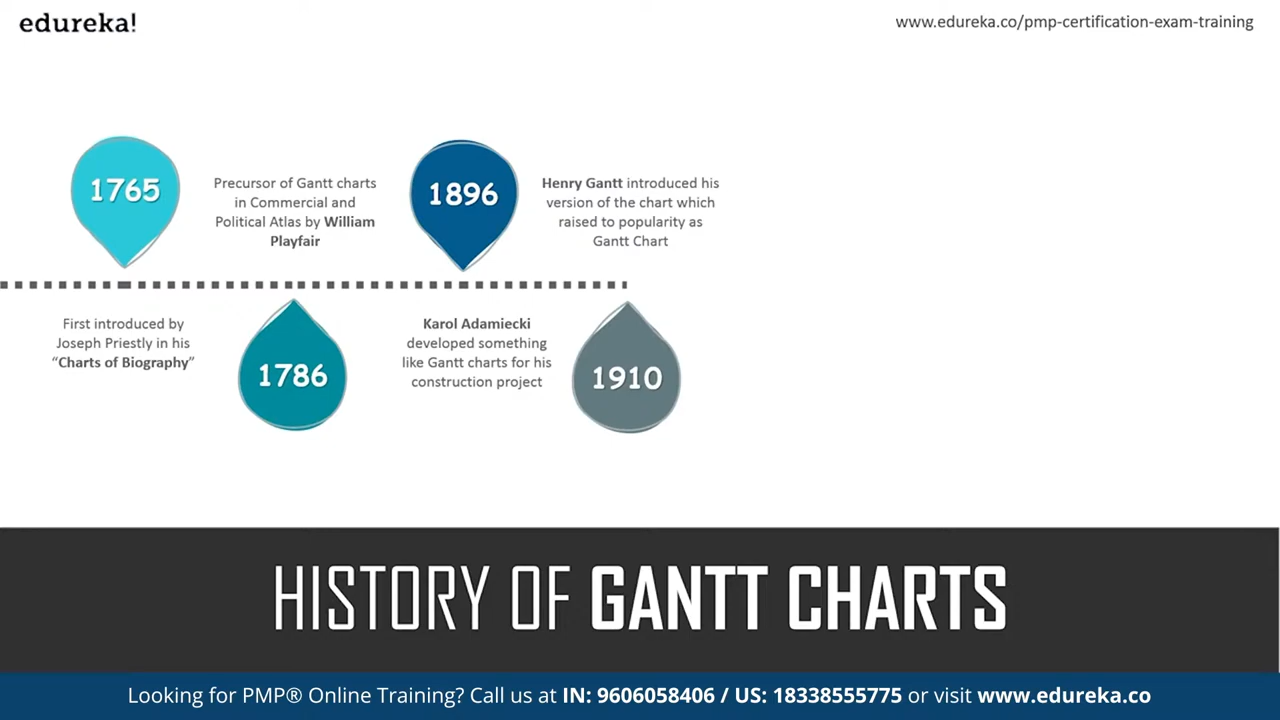 edureka!
www.edureka.co/pmp-certification-exam-training
1765
Precursor of Gantt charts
in Commercial and
Political Atlas by William
Playfair
1896
Henry Gantt introduced his
version of the chart which
raised to popularity as
Gantt Chart
First introduced by
Joseph Priestly in his
“Charts of Biography”
1786
Karol Adamiecki
developed something
like Gantt charts for his
construction project
1910
HISTORY OF GANTT CHARTS
Looking for PMP® Online Training? Call us at IN: 9606058406 / US: 18338555775 or visit www.edureka.co